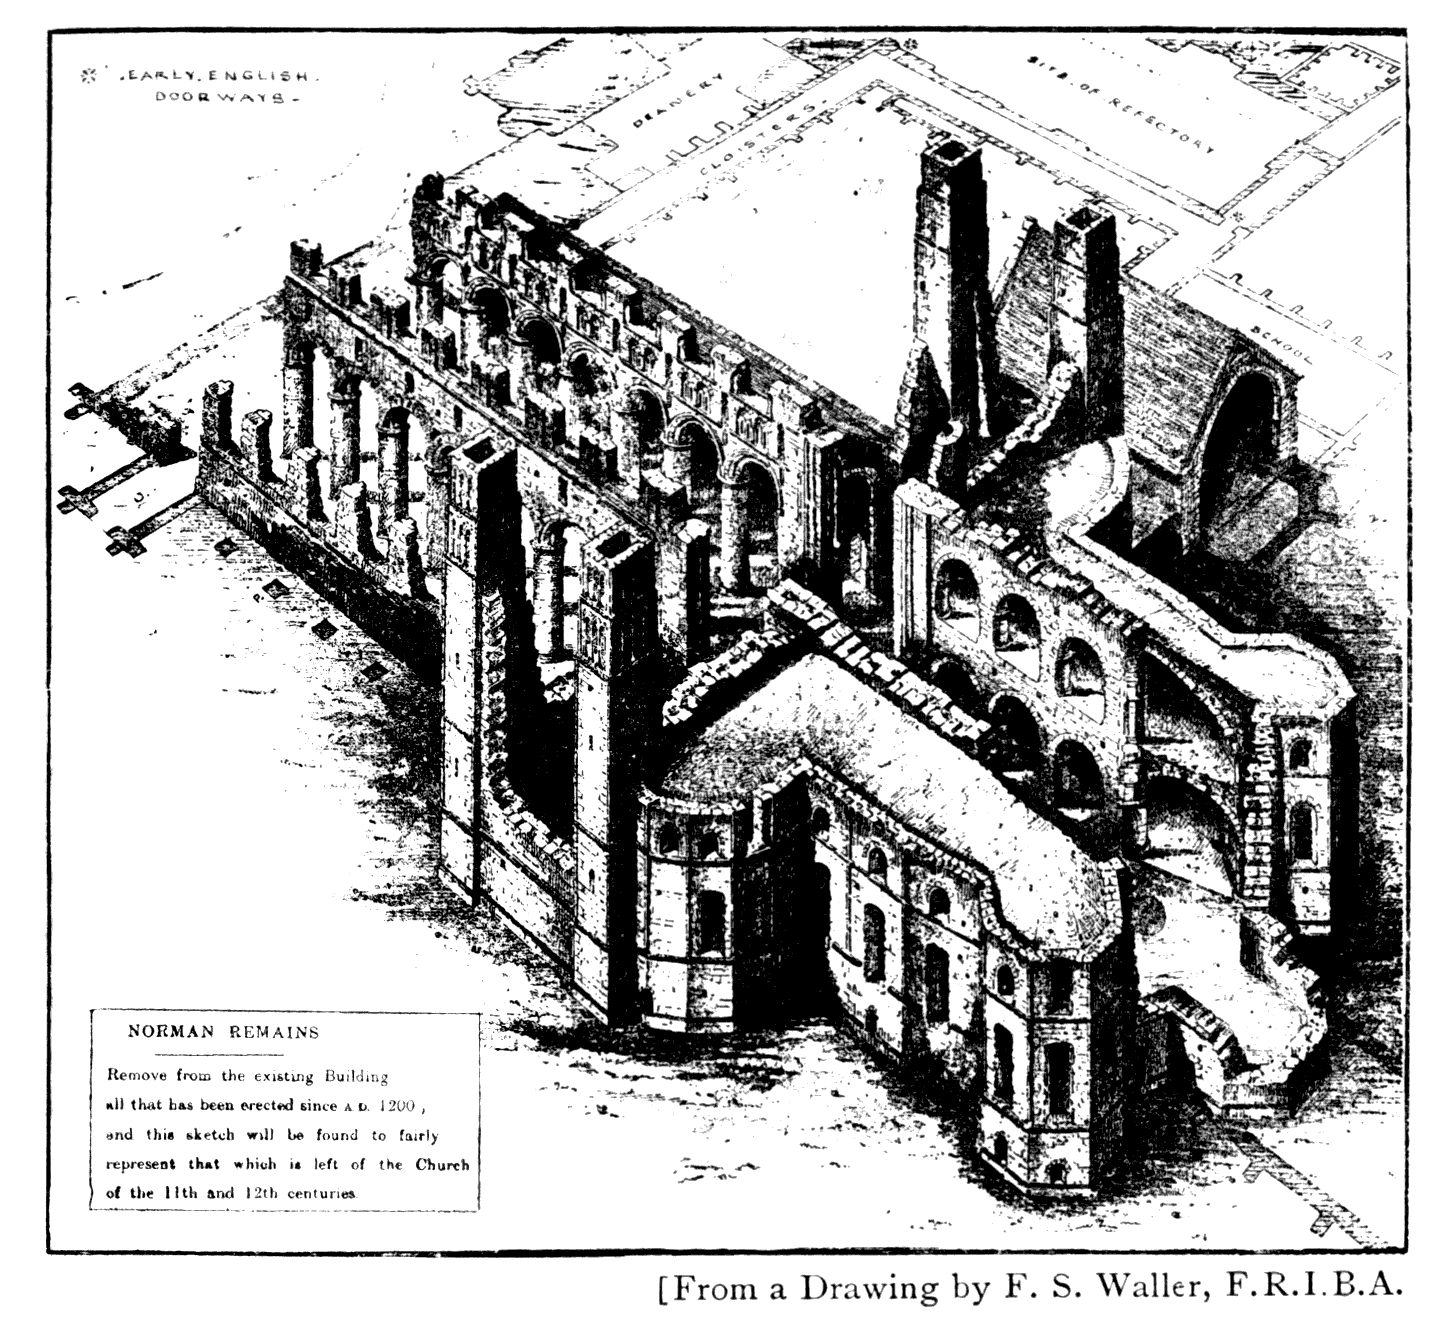 ※ .EARLY.ENGLISH.
DOORWAYS-
DEANERY
CLOISTERS.
SITE.OF.REFECTORY
SCHOOL
NORMAN REMAINS
Remove from the existing Building
all that has been erected since A.D. 1200,
and this sketch will be found to fairly
represent that which is left of the Church
of the 11th and 12th centuries.
[From a Drawing by F. S. Waller, F.R.I.B.A.